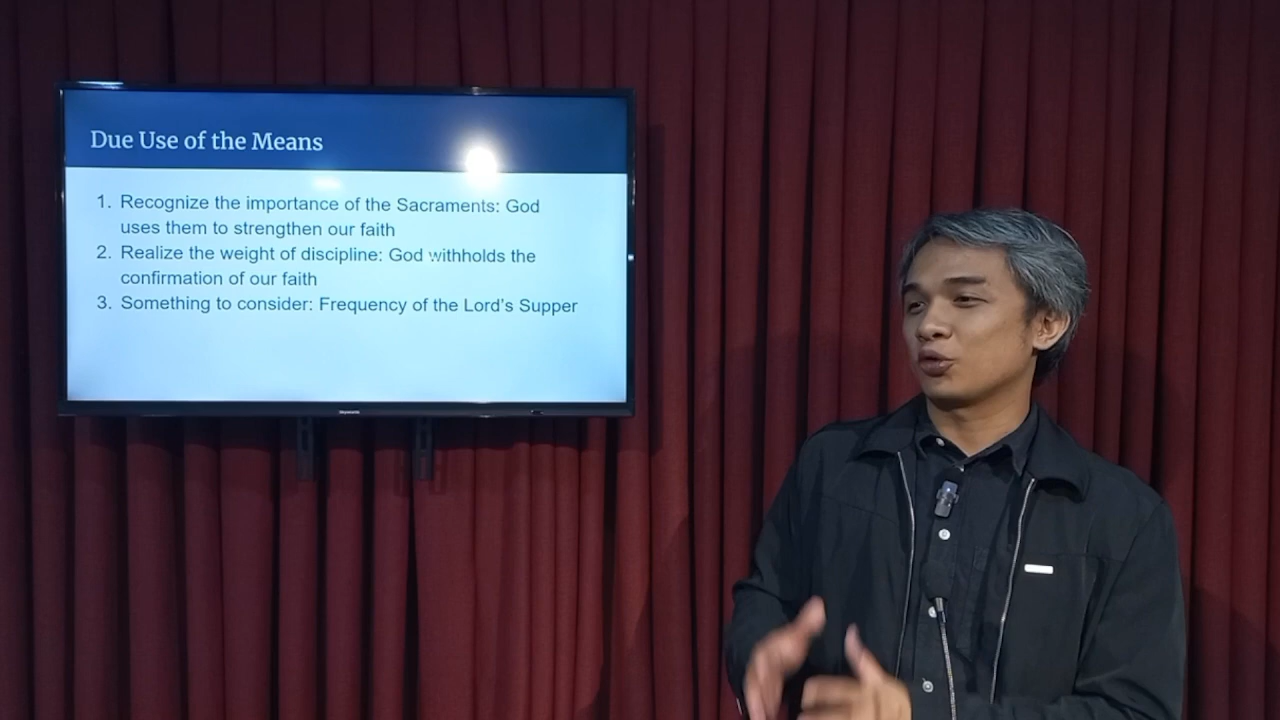 Due Use of the Means
1. Recognize the importance of the Sacraments: God
uses them to strengthen our faith
2. Realize the weight of discipline: God withholds the
confirmation of our faith
3. Something to consider: Frequency of the Lord's Supper